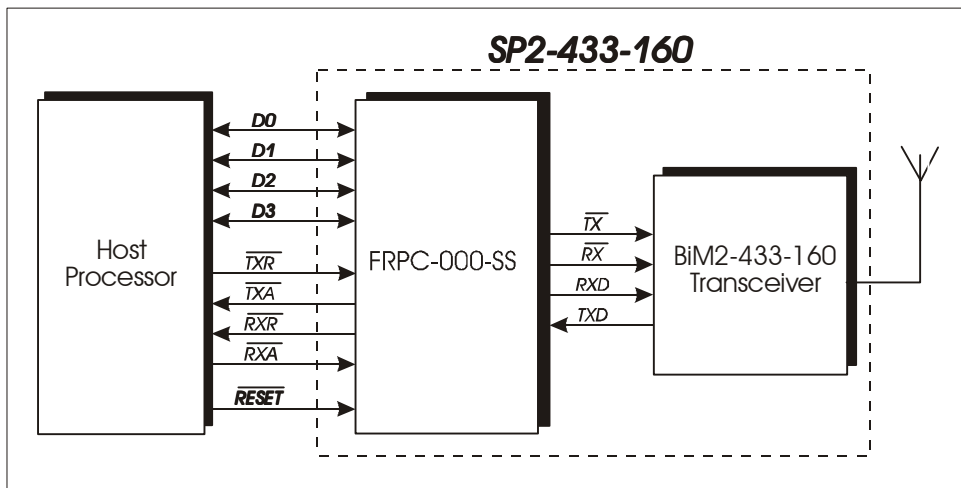 SP2-433-160
D0
D1
D2
D3
Host
Processor
TXR
TXA
RXR
RXA
RESET
FRPC-000-SS
TX
RX
RXD
TXD
BiM2-433-160
Transceiver